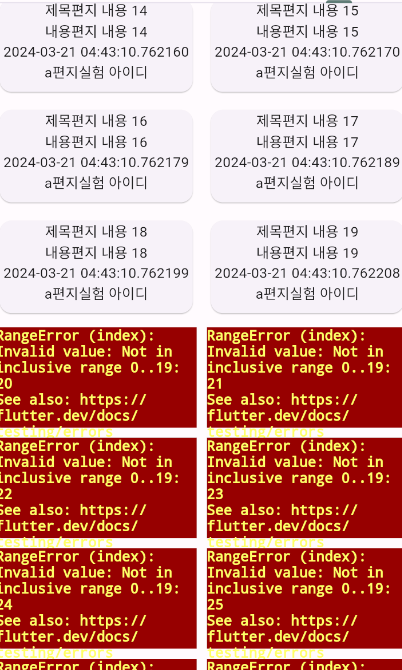 제목편지 내용 14
내용편지 내용 14
2024-03-21 04:43:10.762160
a편지실험 아이디
제목편지 내용 15
내용편지 내용 15
2024-03-21 04:43:10.762170
a편지실험 아이디
제목편지 내용 16
내용편지 내용 16
2024-03-21 04:43:10.762179
a편지실험 아이디
제목편지 내용 17
내용편지 내용 17
2024-03-21 04:43:10.762189
a편지실험 아이디
제목편지 내용 18
내용편지 내용 18
2024-03-21 04:43:10.762199
a편지실험 아이디
제목편지 내용 19
내용편지 내용 19
2024-03-21 04:43:10.762208
a편지실험 아이디
RangeError (index):
Invalid value: Not in
inclusive range 0..19:
20
See also: https://
flutter.dev/docs/
testing/errors
RangeError (index):
Invalid value: Not in
inclusive range 0..19:
21
See also: https://
flutter.dev/docs/
testing/errors
RangeError (index):
Invalid value: Not in
inclusive range 0..19:
22
See also: https://
flutter.dev/docs/
testing/errors
RangeError (index):
Invalid value: Not in
inclusive range 0..19:
23
See also: https://
flutter.dev/docs/
testing/errors
RangeError (index):
Invalid value: Not in
inclusive range 0..19:
24
See also: https://
flutter.dev/docs/
testing/errors
RangeError (index):
Invalid value: Not in
inclusive range 0..19:
25
See also: https://
flutter.dev/docs/
testing/errors
RangeError (index):
RangeError (index):